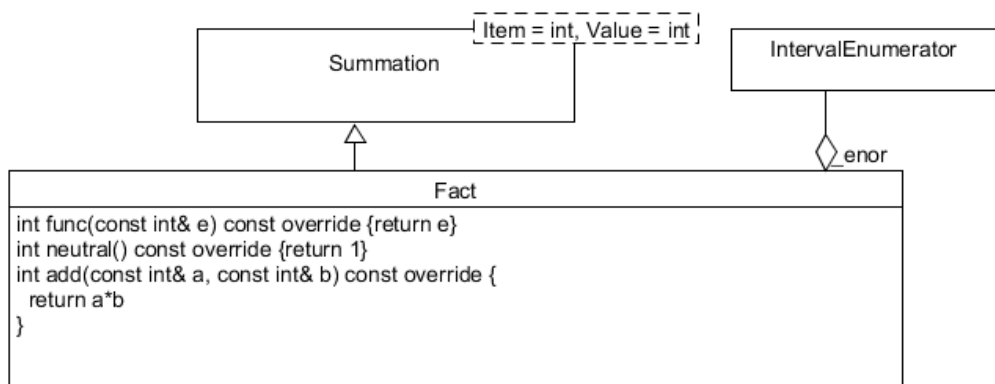 Item = int, Value = int
Summation
IntervalEnumerator
_enor
Fact
int func(const int& e) const override {return e}
int neutral() const override {return 1}
int add(const int& a, const int& b) const override {
return a*b
}